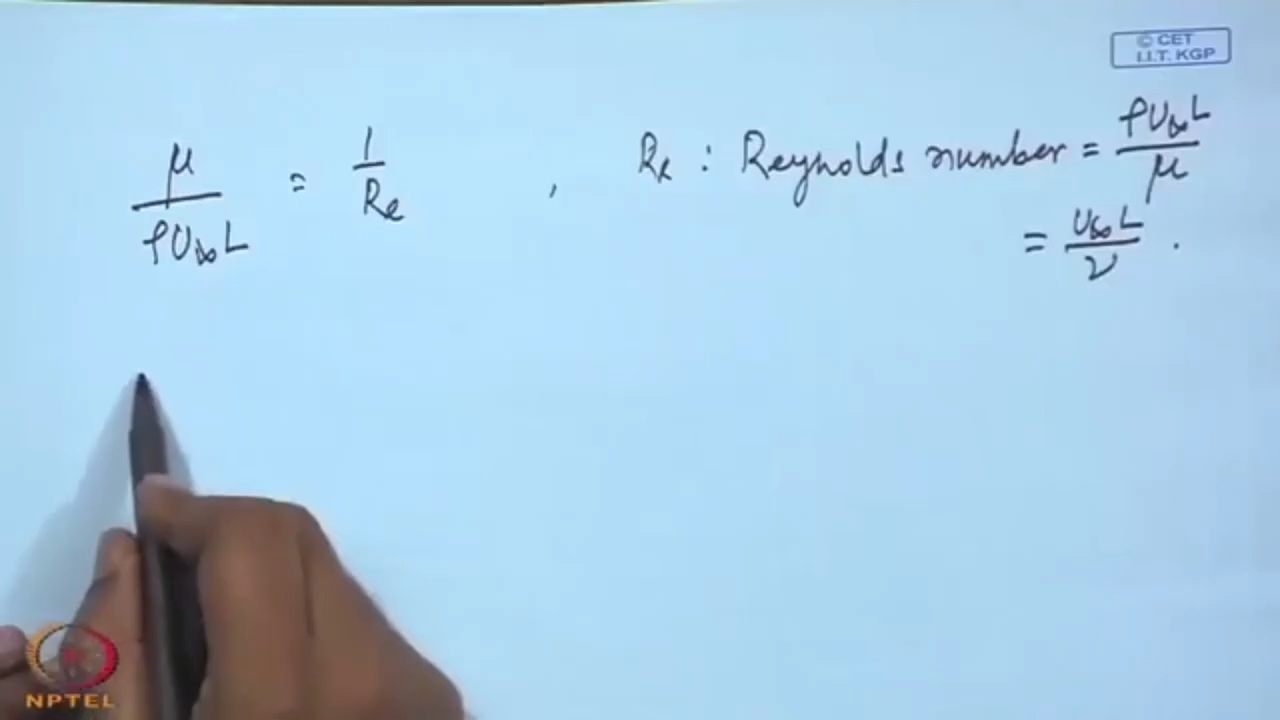 © CET
I.I.T. KGP
μ / ρU∞L = 1 / Re , Re : Reynolds number = ρU∞L / μ
= U∞L / ν .
NPTEL